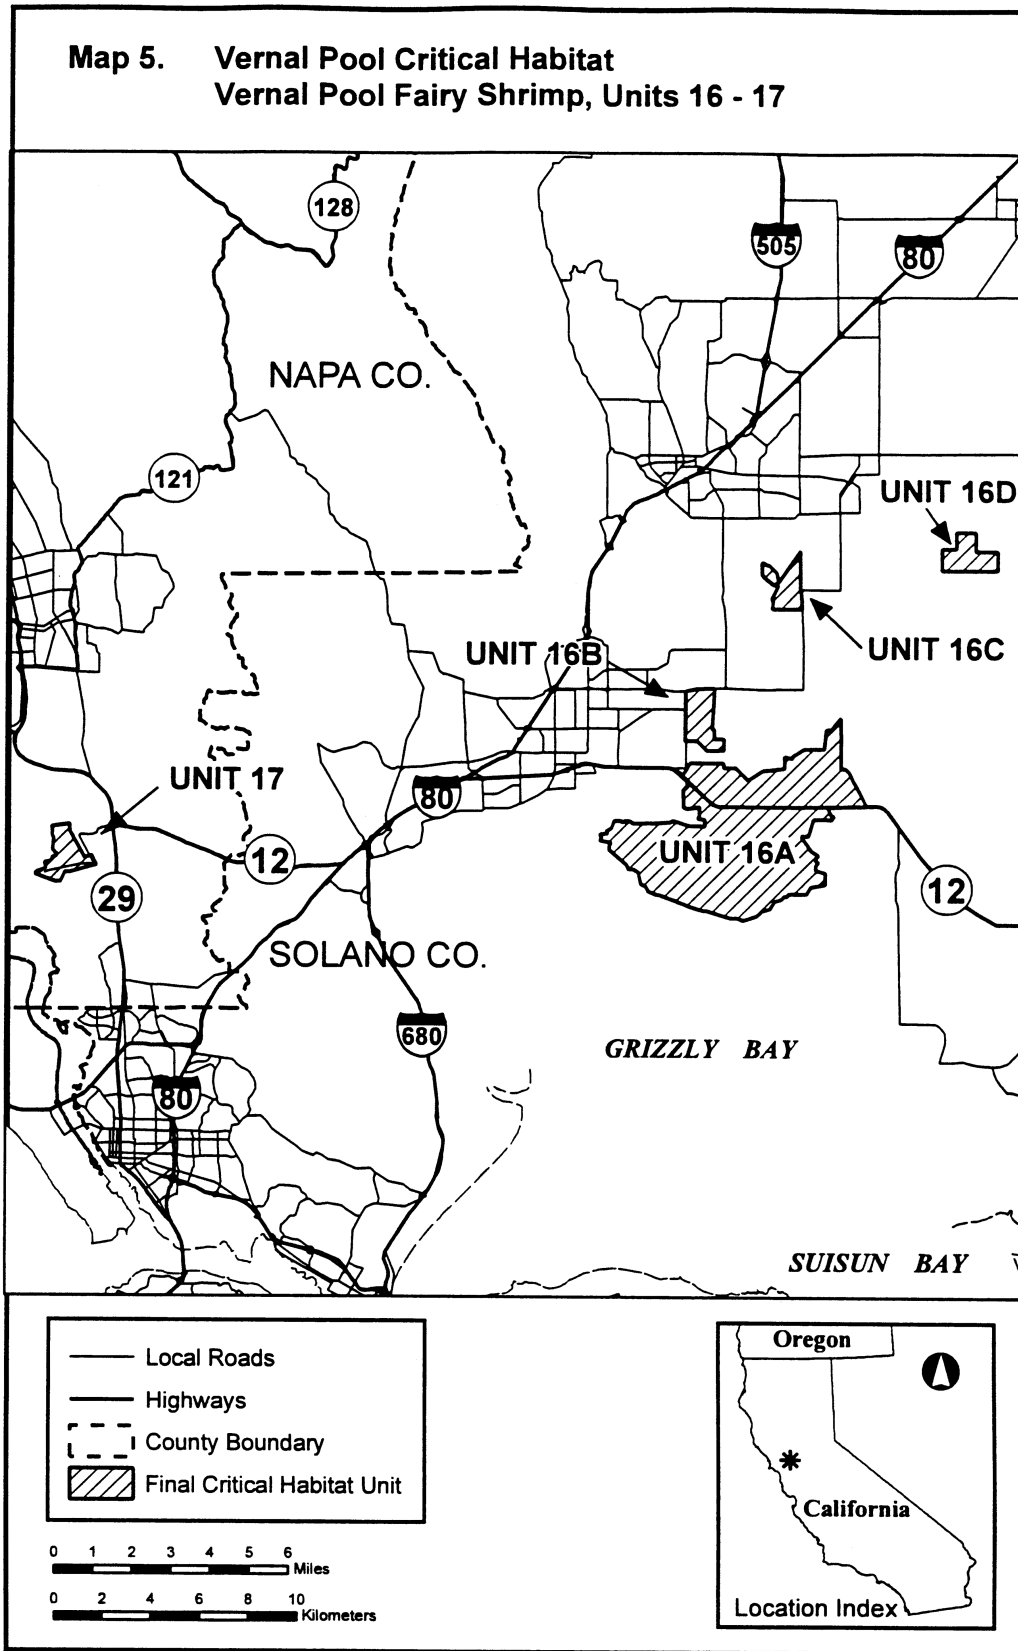 Map 5. Vernal Pool Critical Habitat
Vernal Pool Fairy Shrimp, Units 16 - 17
128
505
80
NAPA CO.
121
UNIT 16D
UNIT 16B
UNIT 16C
UNIT 17
80
12
UNIT 16A
29
12
SOLANO CO.
680
GRIZZLY BAY
80
SUISUN BAY
Local Roads
Highways
County Boundary
Final Critical Habitat Unit
0 1 2 3 4 5 6
Miles
0 2 4 6 8 10
Kilometers
Oregon
California
Location Index